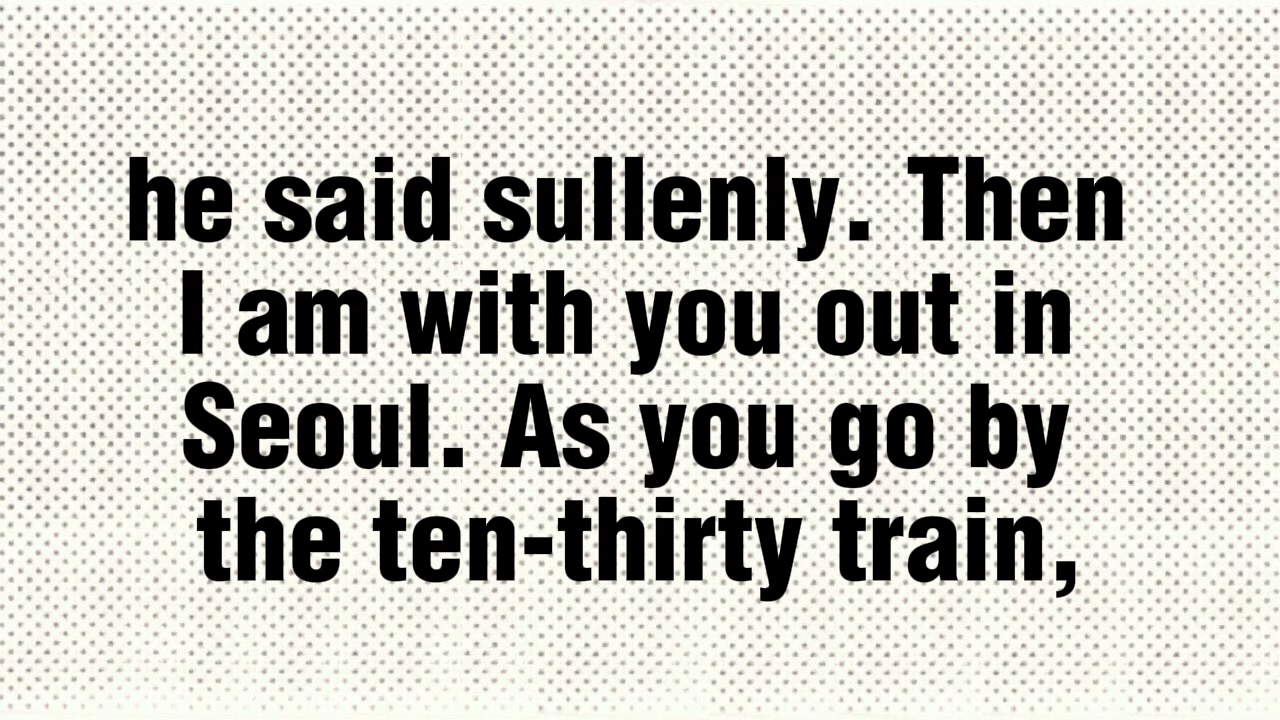 he said sullenly. Then
I am with you out in
Seoul. As you go by
the ten-thirty train,